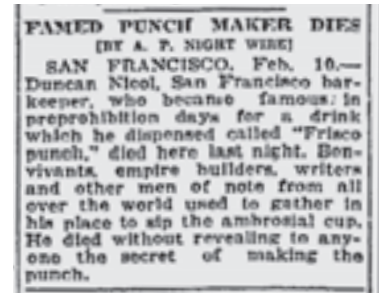 FAMED PUNCH MAKER DIES
[BY A. P. NIGHT WIRE]
SAN FRANCISCO, Feb. 10.—
Duncan Nicol, San Francisco bar-
keeper, who became famous in
preprohibition days for a drink
which he dispensed called "Frisco
punch," died here last night. Bon-
vivants, empire builders, writers
and other men of note from all
over the world used to gather in
his place to sip the ambrosial cup.
He died without revealing to any-
one the secret of making the
punch.